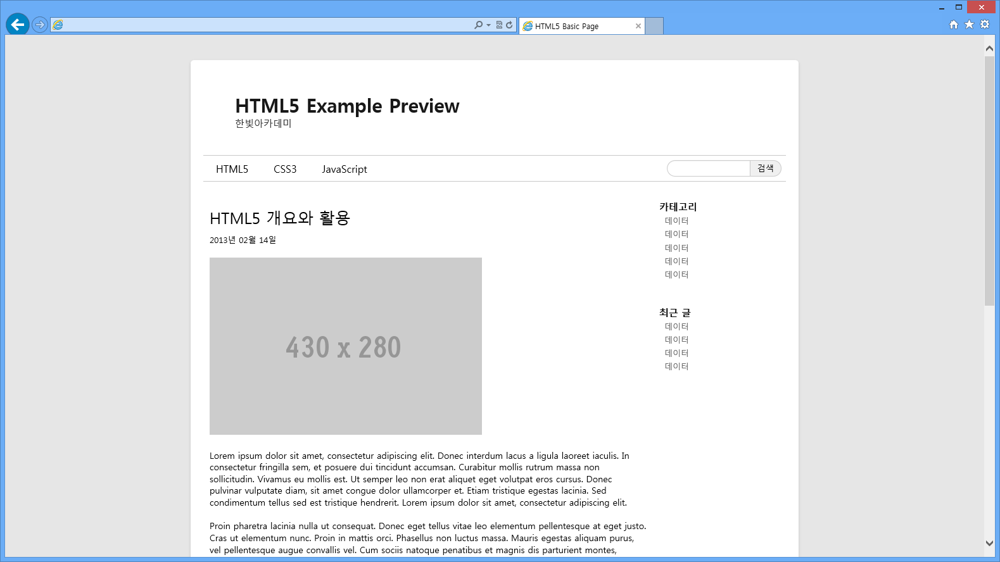 HTML5 Basic Page
HTML5 Example Preview
한빛아카데미
HTML5 CSS3 JavaScript 검색
HTML5 개요와 활용
2013년 02월 14일
430 x 280
Lorem ipsum dolor sit amet, consectetur adipiscing elit. Donec interdum lacus a ligula laoreet iaculis. In
consectetur fringilla sem, et posuere dui tincidunt accumsan. Curabitur mollis rutrum massa non
sollicitudin. Vivamus eu mollis est. Ut semper leo non erat aliquet eget volutpat eros cursus. Donec
pulvinar vulputate diam, sit amet congue dolor ullamcorper et. Etiam tristique egestas lacinia. Sed
condimentum tellus sed est tristique hendrerit. Lorem ipsum dolor sit amet, consectetur adipiscing elit.
Proin pharetra lacinia nulla ut consequat. Donec eget tellus vitae leo elementum pellentesque at eget justo.
Cras ut elementum nunc. Proin in mattis orci. Phasellus non luctus massa. Mauris egestas aliquam purus,
vel pellentesque augue convallis vel. Cum sociis natoque penatibus et magnis dis parturient montes,
카테고리
데이터
데이터
데이터
데이터
데이터
최근 글
데이터
데이터
데이터
데이터